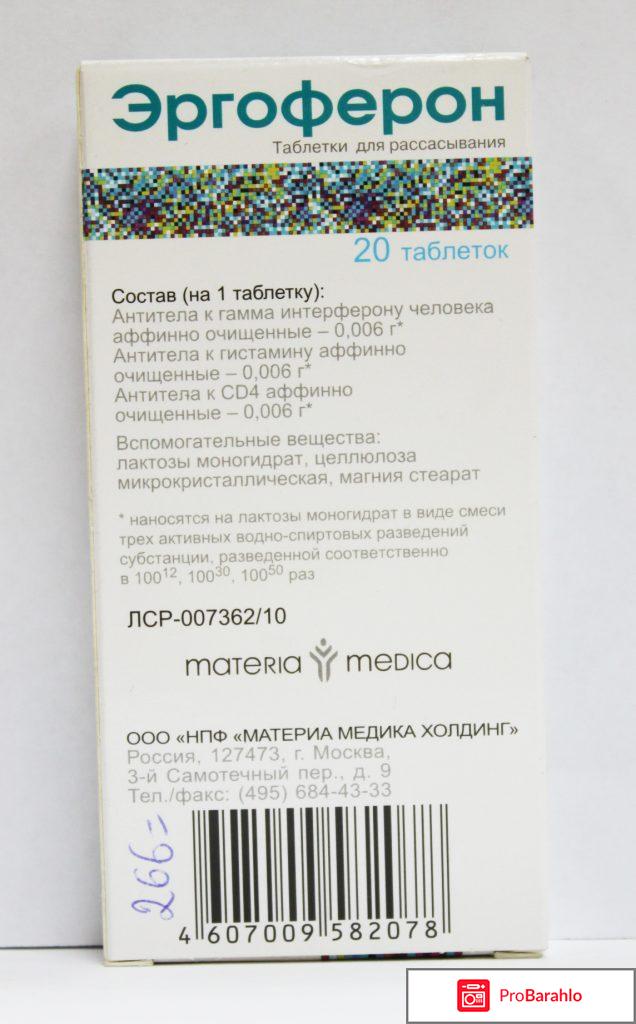 Эргоферон
Таблетки для рассасывания
20 таблеток
Состав (на 1 таблетку):
Антитела к гамма интерферону человека
аффинно очищенные – 0,006 г*
Антитела к гистамину аффинно
очищенные – 0,006 г*
Антитела к CD4 аффинно
очищенные – 0,006 г*
Вспомогательные вещества:
лактозы моногидрат, целлюлоза
микрокристаллическая, магния стеарат
* наносятся на лактозы моногидрат в виде смеси
трех активных водно-спиртовых разведений
субстанции, разведенной соответственно
в 100¹², 100³⁰, 100⁵⁰ раз
ЛСР-007362/10
materia medica
ООО «НПФ «МАТЕРИА МЕДИКА ХОЛДИНГ»
Россия, 127473, г. Москва,
3-й Самотечный пер., д. 9
Тел./факс: (495) 684-43-33
266=
4 607009 582078
ProBarahlo